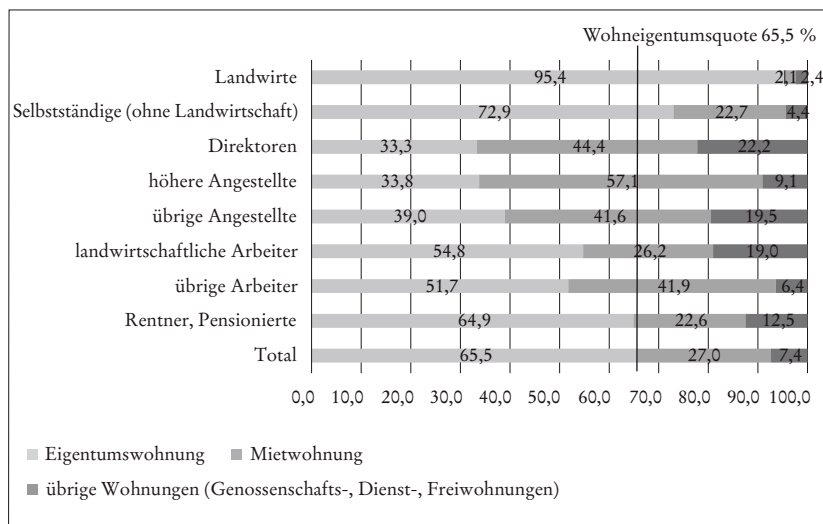 Wohneigentumsquote 65,5 %
Landwirte 95,4 2,1 2,4
Selbstständige (ohne Landwirtschaft) 72,9 22,7 4,4
Direktoren 33,3 44,4 22,2
höhere Angestellte 33,8 57,1 9,1
übrige Angestellte 39,0 41,6 19,5
landwirtschaftliche Arbeiter 54,8 26,2 19,0
übrige Arbeiter 51,7 41,9 6,4
Rentner, Pensionierte 64,9 22,6 12,5
Total 65,5 27,0 7,4
0,0 10,0 20,0 30,0 40,0 50,0 60,0 70,0 80,0 90,0 100,0
Eigentumswohnung Mietwohnung
übrige Wohnungen (Genossenschafts-, Dienst-, Freiwohnungen)